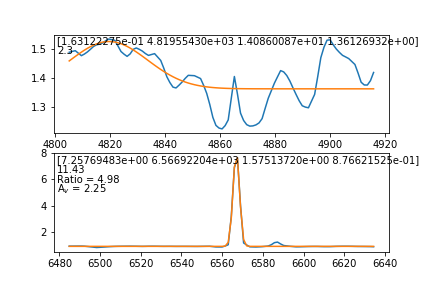 [1.63122275e-01 4.81955430e+03 1.40860087e+01 1.36126932e+00]
2.3
1.5
1.4
1.3
4800 4820 4840 4860 4880 4900 4920
[7.25769483e+00 6.56692204e+03 1.57513720e+00 8.76621525e-01]
11.43
Ratio = 4.98
Av = 2.25
8
6
4
2
6480 6500 6520 6540 6560 6580 6600 6620 6640